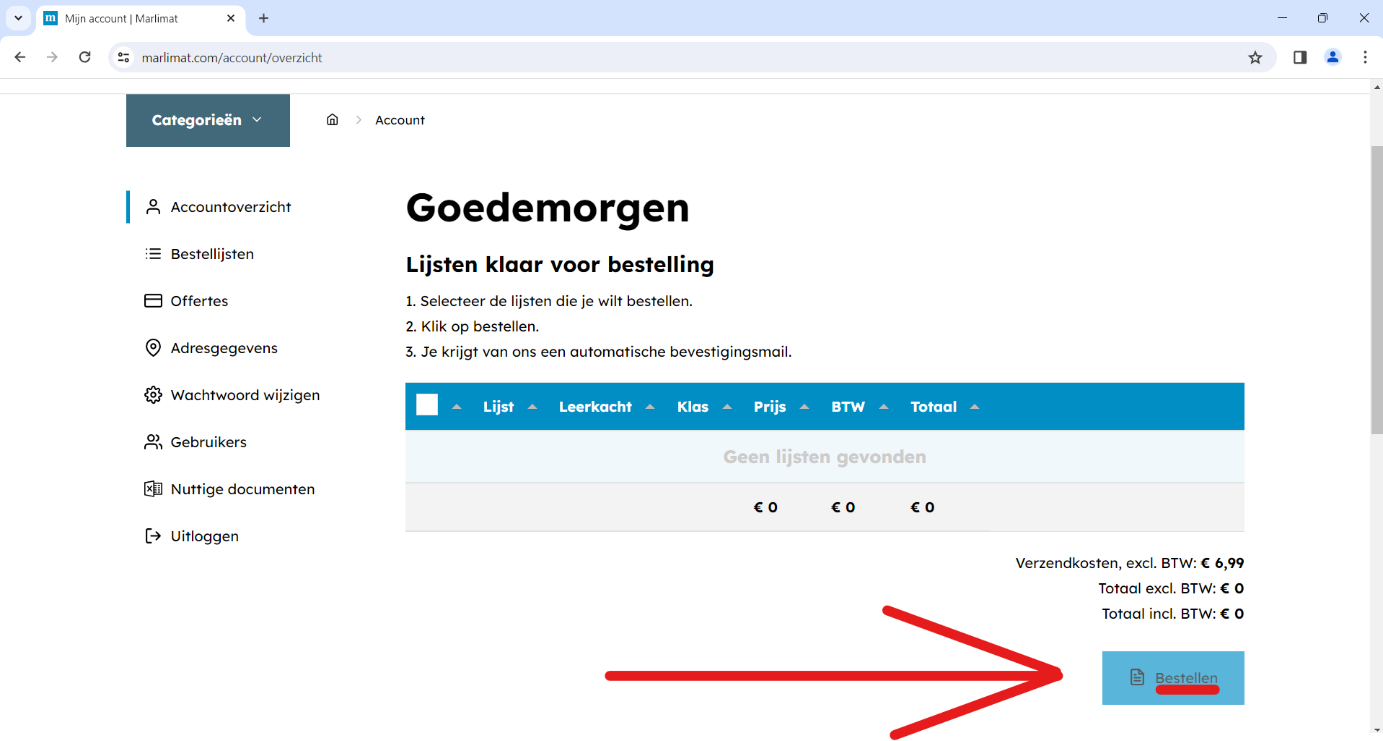 m Mijn account | Marlimat
marlimat.com/account/overzicht
Categorieën
Account
Accountoverzicht
Bestellijsten
Offertes
Adresgegevens
Wachtwoord wijzigen
Gebruikers
Nuttige documenten
Uitloggen
Goedemorgen
Lijsten klaar voor bestelling
1. Selecteer de lijsten die je wilt bestellen.
2. Klik op bestellen.
3. Je krijgt van ons een automatische bevestigingsmail.
Lijst Leerkacht Klas Prijs BTW Totaal
Geen lijsten gevonden
€ 0 € 0 € 0
Verzendkosten, excl. BTW: € 6,99
Totaal excl. BTW: € 0
Totaal incl. BTW: € 0
Bestellen